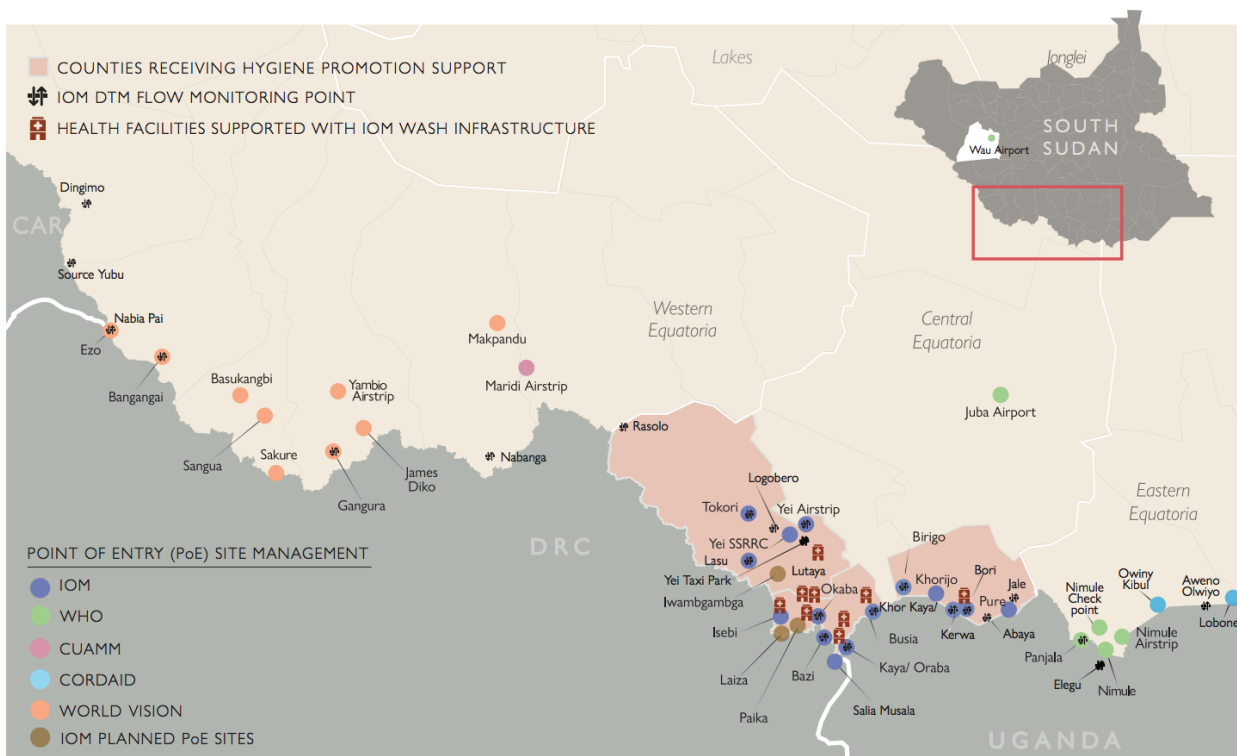 COUNTIES RECEIVING HYGIENE PROMOTION SUPPORT
IOM DTM FLOW MONITORING POINT
HEALTH FACILITIES SUPPORTED WITH IOM WASH INFRASTRUCTURE
Lakes
Jonglei
SOUTH
SUDAN
Wau Airport
Dingimo
CAR
Source Yubu
Nabia Pai
Ezo
Bangangai
Basukangbi
Sangua
Sakure
Yambio
Airstrip
Gangura
James
Diko
Makpandu
Maridi Airstrip
Nabanga
Western
Equatoria
Central
Equatoria
Juba Airport
Rasolo
Eastern
Equatoria
DRC
Logobero
Tokori
Yei Airstrip
Yei SSRRC
Lasu
Yei Taxi Park
Lutaya
Iwambgambga
Okaba
Isebi
Laiza
Paika
Bazi
Salia Musala
Kaya/ Oraba
Busia
Khor Kaya/
Birigo
Khorijo
Bori
Kerwa
Pure
Jale
Abaya
Nimule
Check
point
Owiny
Kibul
Aweno
Olwiyo
Lobone
Panjala
Nimule
Airstrip
Elegu
Nimule
UGANDA
POINT OF ENTRY (PoE) SITE MANAGEMENT
IOM
WHO
CUAMM
CORDAID
WORLD VISION
IOM PLANNED PoE SITES